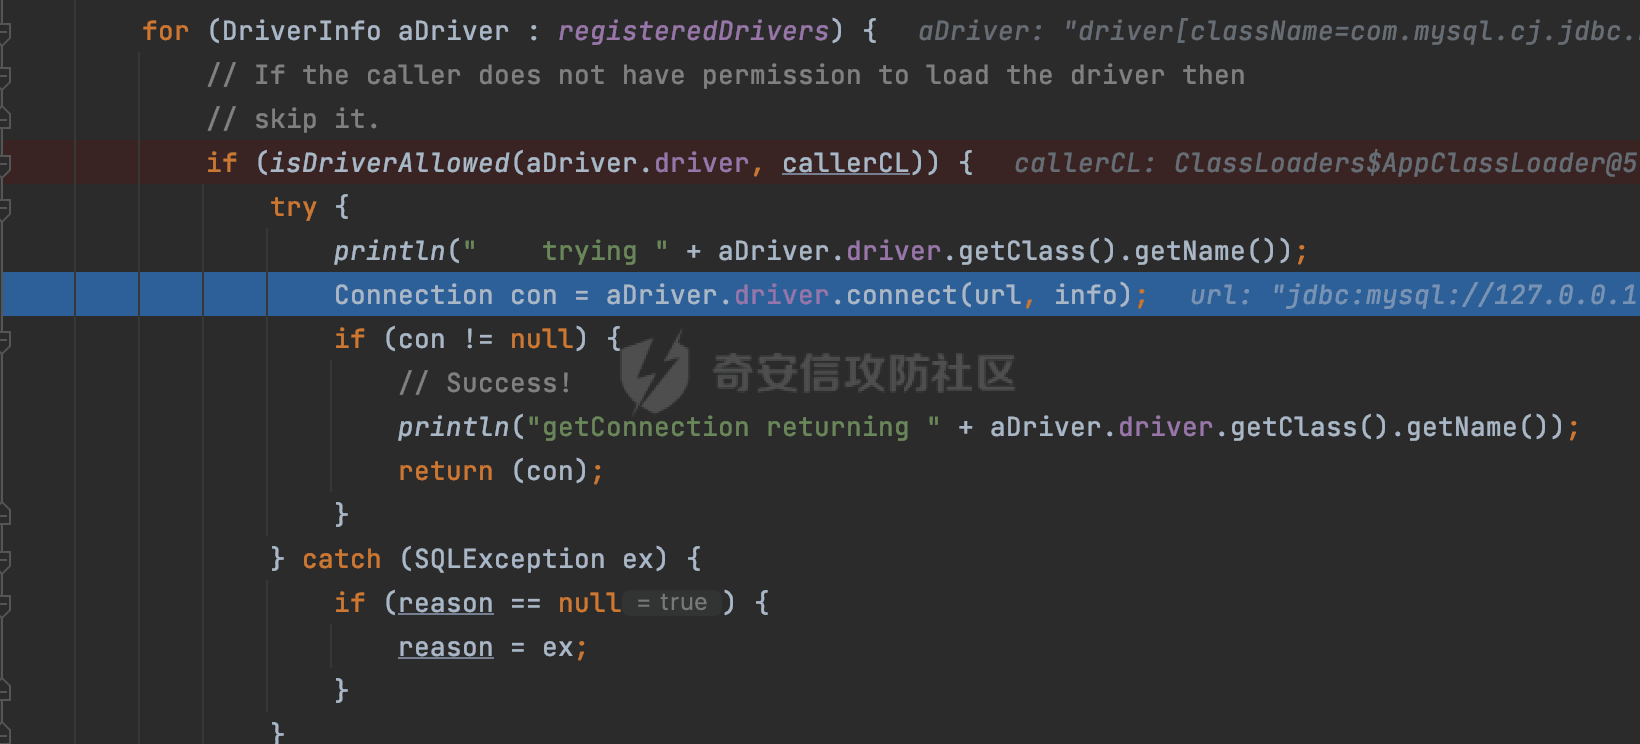 for (DriverInfo aDriver : registeredDrivers) {   aDriver: "driver[className=com.mysql.cj.jdbc.
// If the caller does not have permission to load the driver then
// skip it.
if (isDriverAllowed(aDriver.driver, callerCL)) {   callerCL: ClassLoaders$AppClassLoader@5
try {
println("    trying " + aDriver.driver.getClass().getName());
Connection con = aDriver.driver.connect(url, info);   url: "jdbc:mysql://127.0.0.1
if (con != null) {
// Success!
奇安信攻防社区
println("getConnection returning " + aDriver.driver.getClass().getName());
return (con);
}
} catch (SQLException ex) {
if (reason == null = true ) {
reason = ex;
}
}